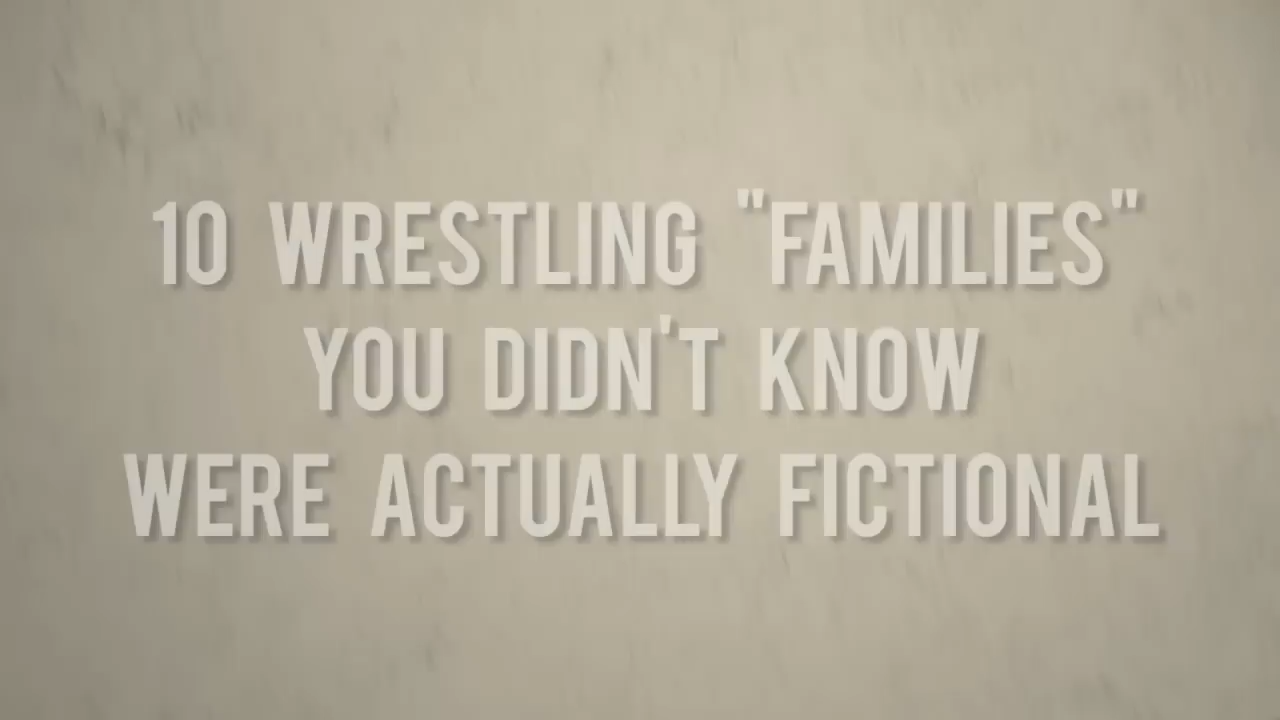 10 WRESTLING "FAMILIES"
YOU DIDN'T KNOW
WERE ACTUALLY FICTIONAL